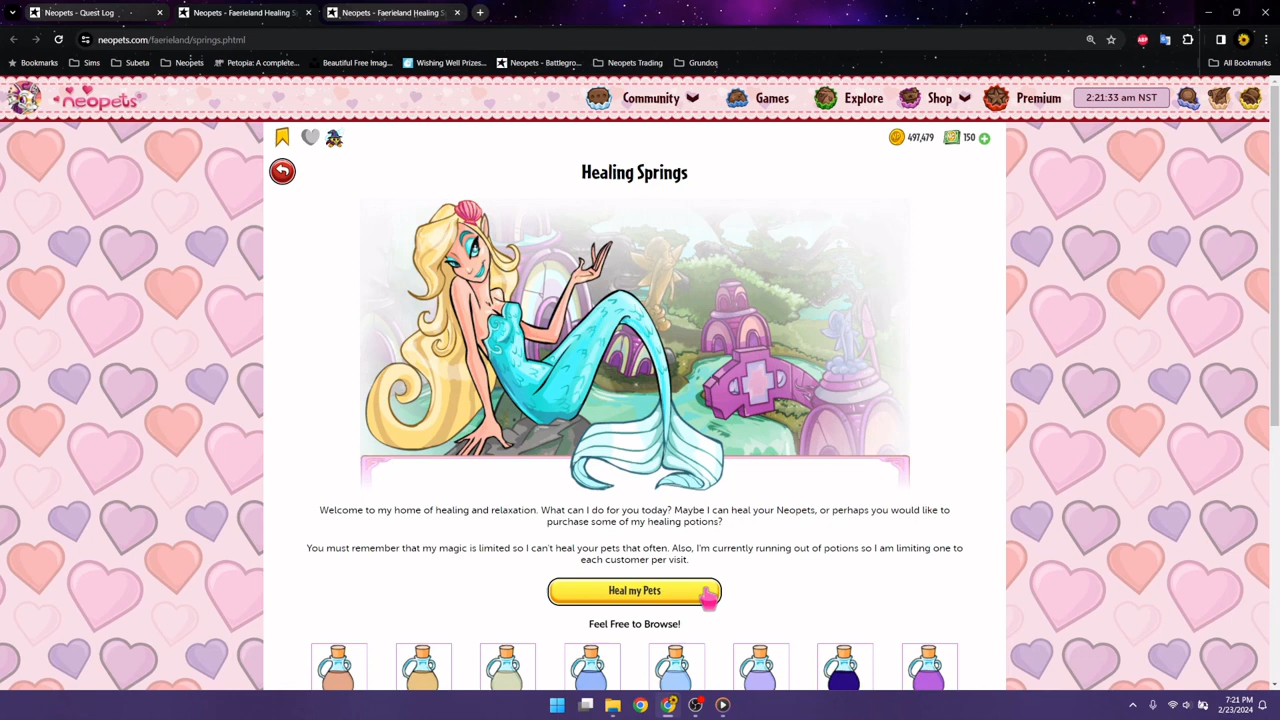 Neopets - Quest Log
Neopets - Faerieland Healing S
Neopets - Faerieland Healing S
neopets.com/faerieland/springs.phtml
Bookmarks
Sims
Subeta
Neopets
Petopia: A complete...
Beautiful Free Imag...
Wishing Well Prizes...
Neopets - Battlegro...
Neopets Trading
Grundos
All Bookmarks
neopets
Community
Games
Explore
Shop
Premium
2:21:33 am NST
497,479
150
Healing Springs
Welcome to my home of healing and relaxation. What can I do for you today? Maybe I can heal your Neopets, or perhaps you would like to
purchase some of my healing potions?
You must remember that my magic is limited so I can't heal your pets that often. Also, I'm currently running out of potions so I am limiting one to
each customer per visit.
Heal my Pets
Feel Free to Browse!
7:21 PM
2/23/2024